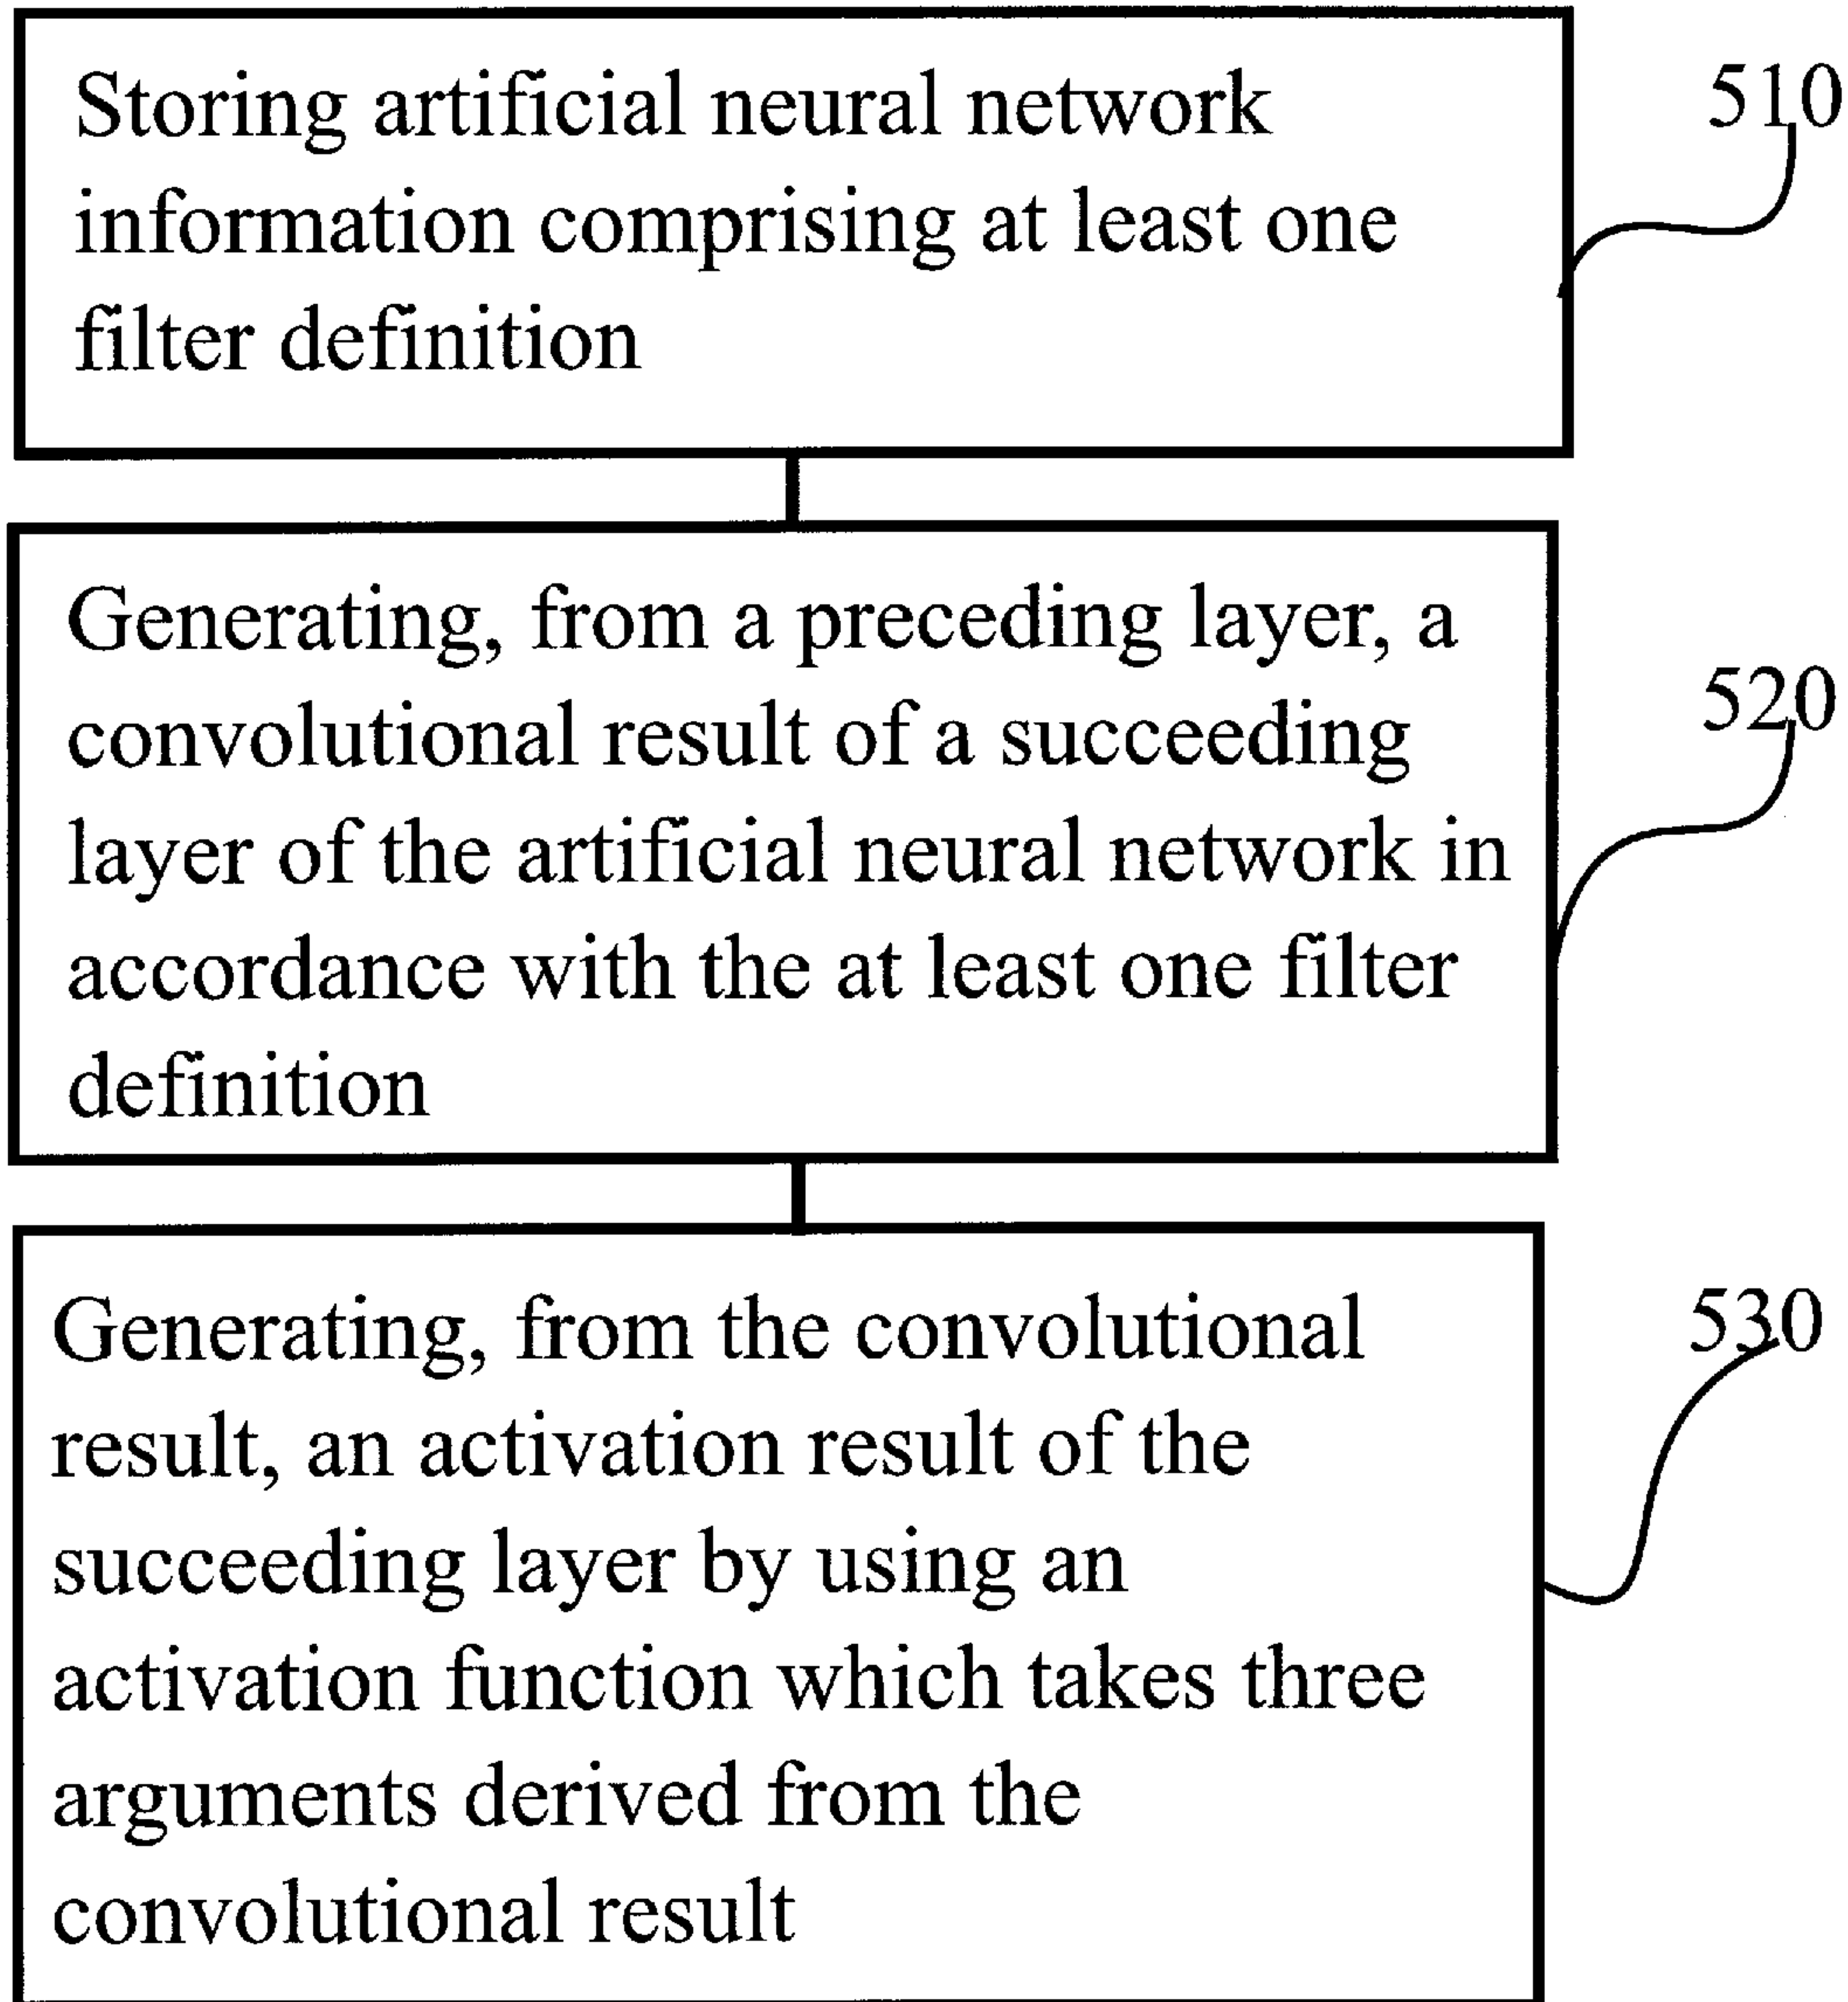 Storing artificial neural network
information comprising at least one
filter definition
510
Generating, from a preceding layer, a
convolutional result of a succeeding
layer of the artificial neural network in
accordance with the at least one filter
definition
520
Generating, from the convolutional
result, an activation result of the
succeeding layer by using an
activation function which takes three
arguments derived from the
convolutional result
530